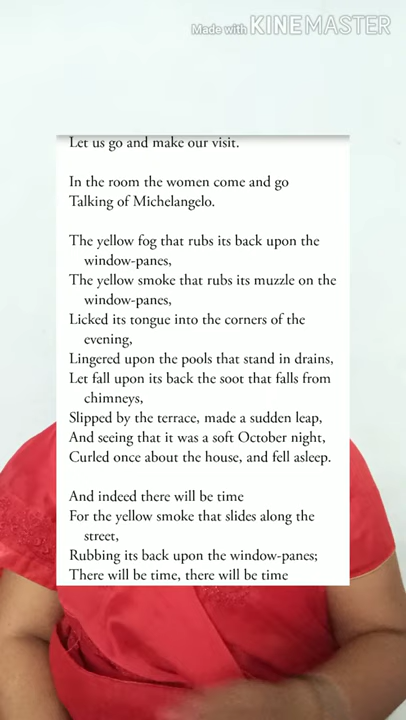 Made with KINEMASTER
Let us go and make our visit.
In the room the women come and go
Talking of Michelangelo.
The yellow fog that rubs its back upon the
window-panes,
The yellow smoke that rubs its muzzle on the
window-panes,
Licked its tongue into the corners of the
evening,
Lingered upon the pools that stand in drains,
Let fall upon its back the soot that falls from
chimneys,
Slipped by the terrace, made a sudden leap,
And seeing that it was a soft October night,
Curled once about the house, and fell asleep.
And indeed there will be time
For the yellow smoke that slides along the
street,
Rubbing its back upon the window-panes;
There will be time, there will be time